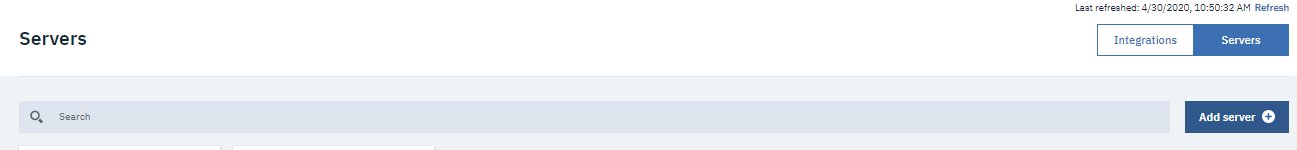 Last refreshed: 4/30/2020, 10:50:32 AM Refresh
Servers
Integrations
Servers
Search
Add server